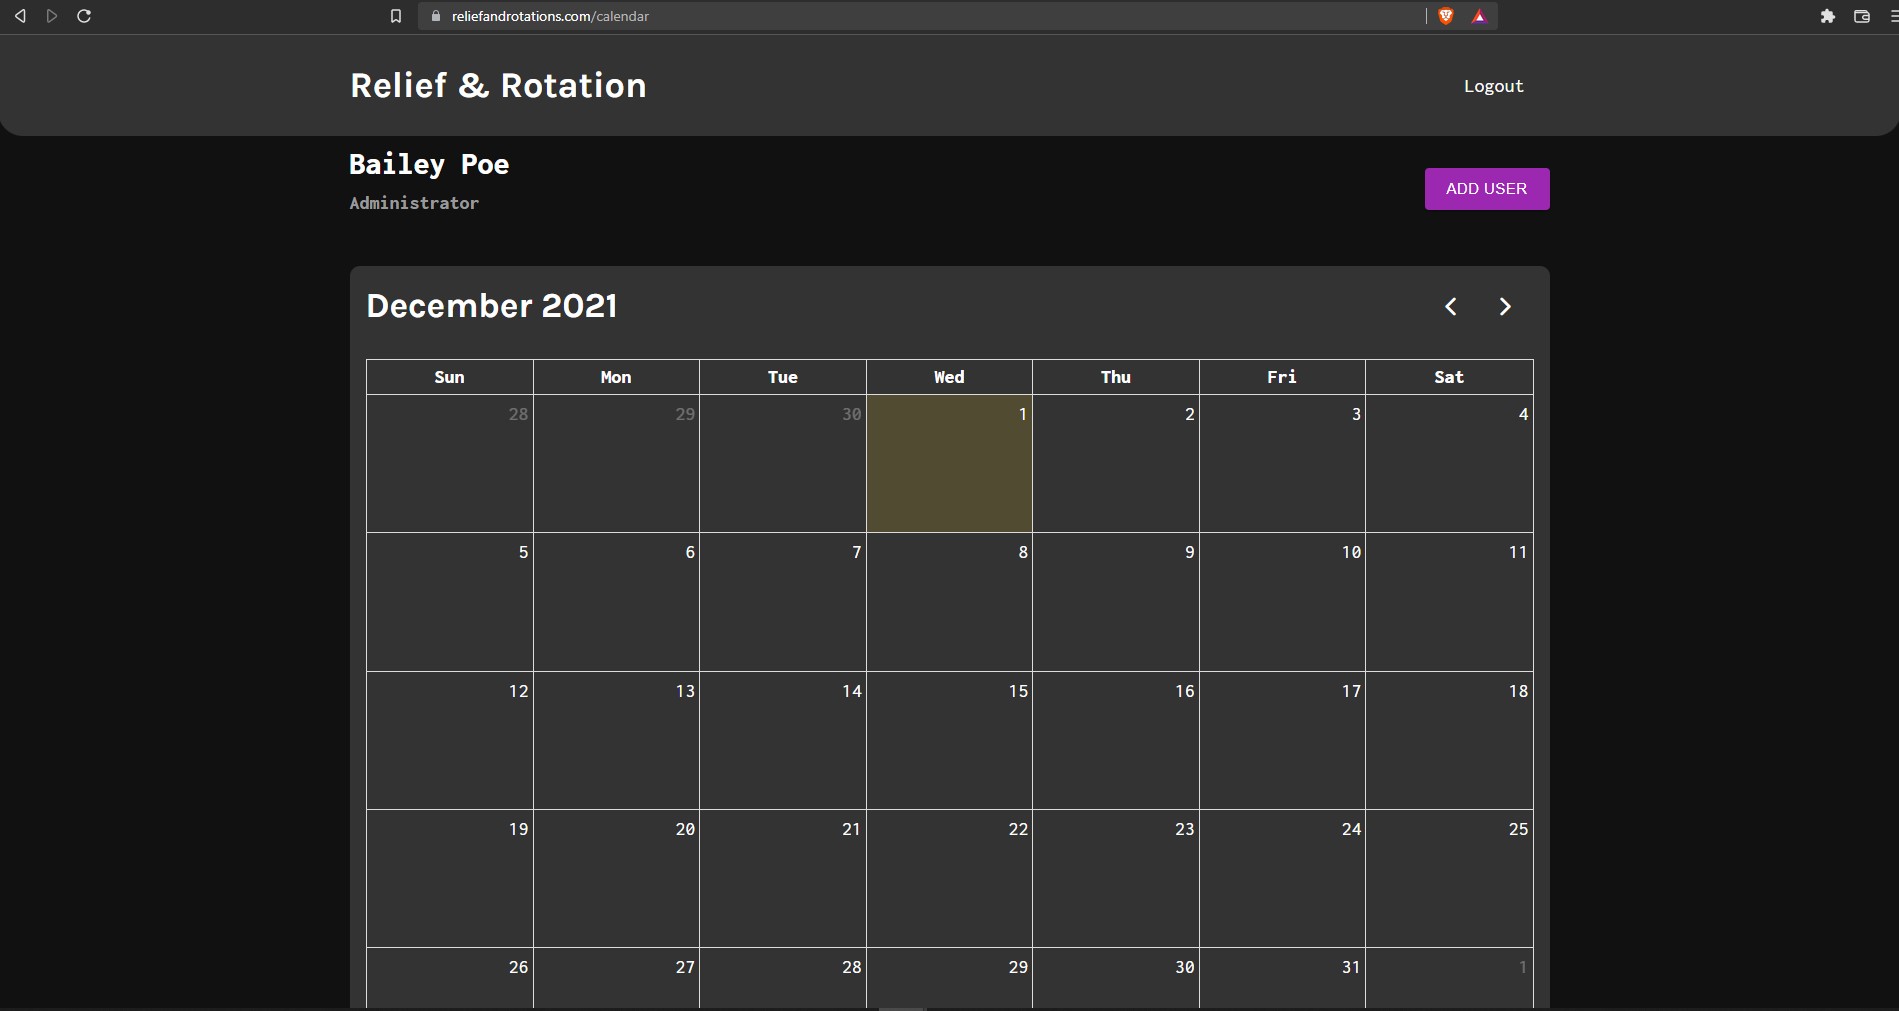 reliefandrotations.com/calendar
Relief & Rotation
Logout
Bailey Poe
Administrator
ADD USER
December 2021
Sun Mon Tue Wed Thu Fri Sat
28 29 30 1 2 3 4
5 6 7 8 9 10 11
12 13 14 15 16 17 18
19 20 21 22 23 24 25
26 27 28 29 30 31 1